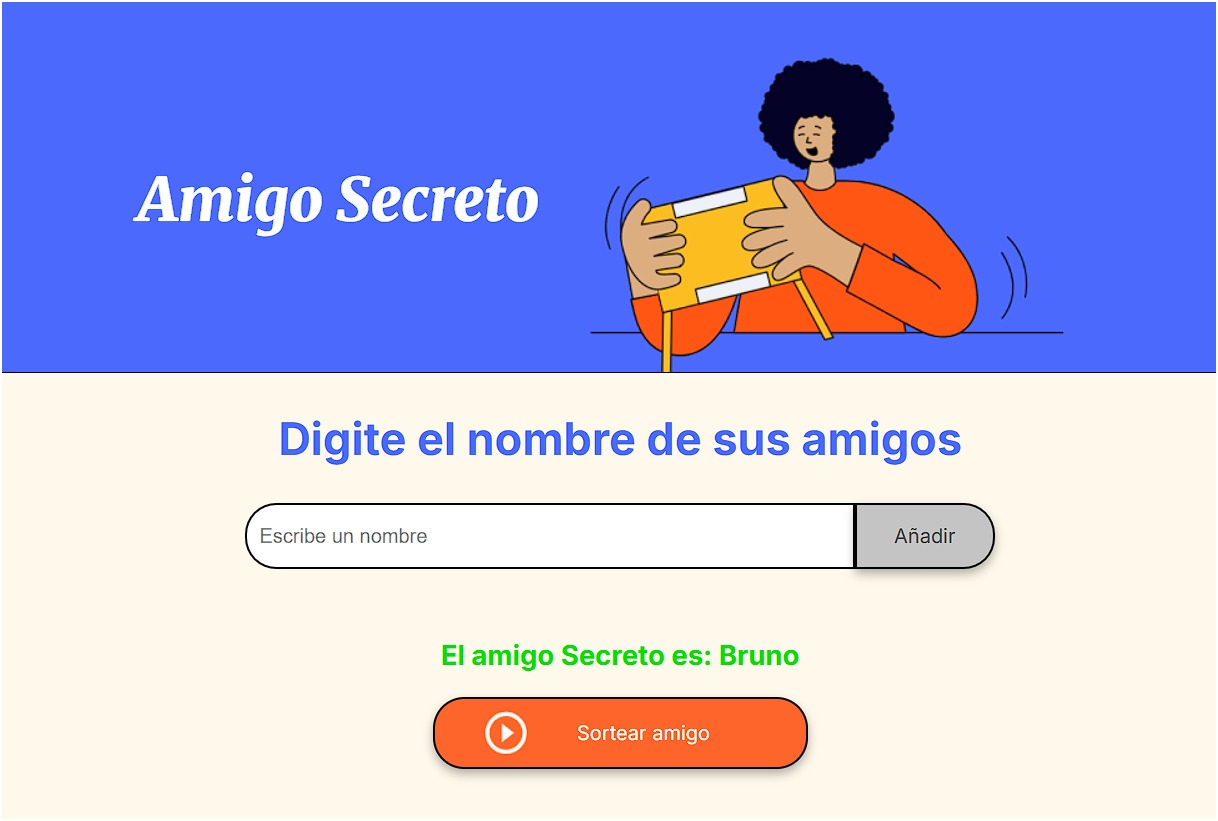 Amigo Secreto
Digite el nombre de sus amigos
Escribe un nombre
Añadir
El amigo Secreto es: Bruno
Sortear amigo